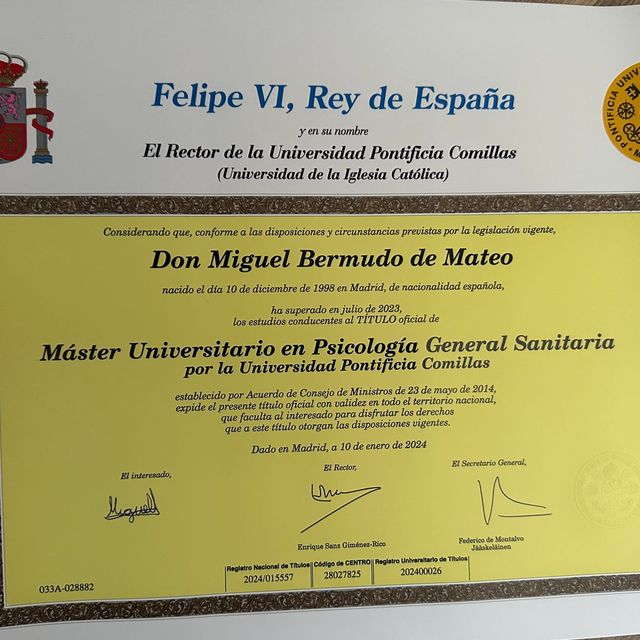 Felipe VI, Rey de España
y en su nombre
El Rector de la Universidad Pontificia Comillas
(Universidad de la Iglesia Católica)
PONTIFICIA UNIV
Considerando que, conforme a las disposiciones y circunstancias previstas por la legislación vigente,
Don Miguel Bermudo de Mateo
nacido el día 10 de diciembre de 1998 en Madrid, de nacionalidad española,
ha superado en julio de 2023,
los estudios conducentes al TÍTULO oficial de
Máster Universitario en Psicología General Sanitaria
por la Universidad Pontificia Comillas
establecido por Acuerdo de Consejo de Ministros de 23 de mayo de 2014,
expide el presente título oficial con validez en todo el territorio nacional,
que faculta al interesado para disfrutar los derechos
que a este título otorgan las disposiciones vigentes.
Dado en Madrid, a 10 de enero de 2024
El interesado,
El Rector,
El Secretario General,
Miguel
Enrique Sanz Giménez-Rico
Federico de Montalvo
Jääskeläinen
Registro Nacional de Títulos Código de CENTRO Registro Universitario de Títulos
2024/015557 28027825 202400026
033A-028882